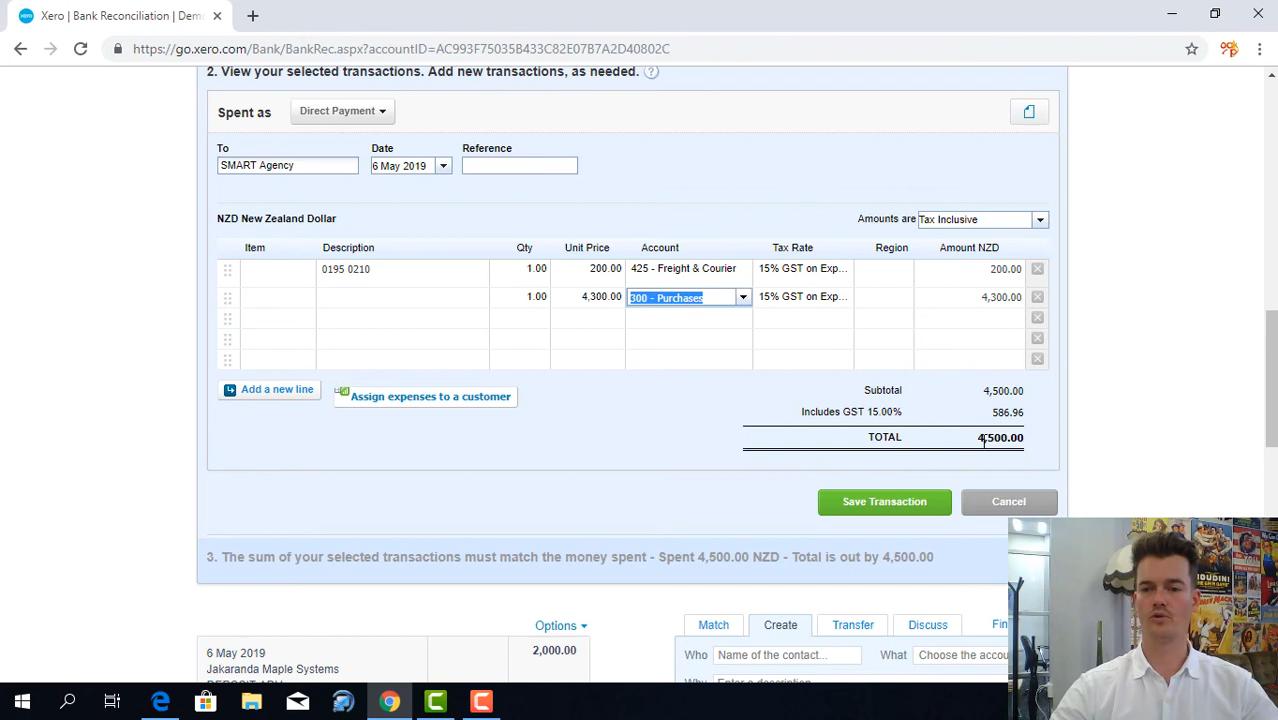 Xero | Bank Reconciliation | Dem
https://go.xero.com/Bank/BankRec.aspx?accountID=AC993F75035B433C82E07B7A2D40802C
2. View your selected transactions. Add new transactions, as needed. ?
Spent as Direct Payment
To Date Reference
SMART Agency 6 May 2019
NZD New Zealand Dollar Amounts are Tax Inclusive
Item Description Qty Unit Price Account Tax Rate Region Amount NZD
0195 0210 1.00 200.00 425 - Freight & Courier 15% GST on Exp... 200.00
1.00 4,300.00 300 - Purchases 15% GST on Exp... 4,300.00
Add a new line Assign expenses to a customer
Subtotal 4,500.00
Includes GST 15.00% 586.96
TOTAL 4,500.00
Save Transaction Cancel
3. The sum of your selected transactions must match the money spent - Spent 4,500.00 NZD - Total is out by 4,500.00
Options Match Create Transfer Discuss Fin
6 May 2019 2,000.00 Who Name of the contact... What Choose the accou
Jakaranda Maple Systems
HOUDINI